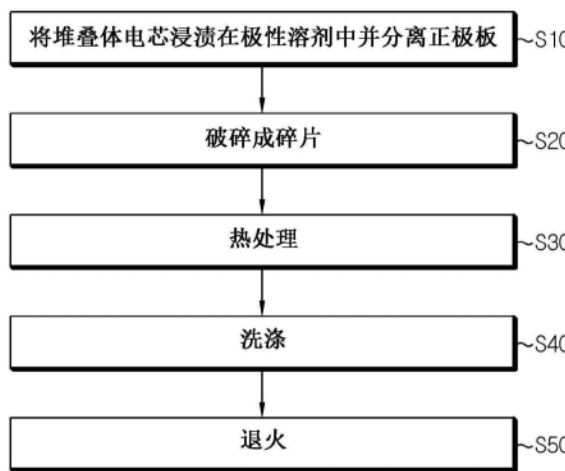 将堆叠体电芯浸渍在极性溶剂中并分离正极板 ~S10
破碎成碎片 ~S20
热处理 ~S30
洗涤 ~S40
退火 ~S50